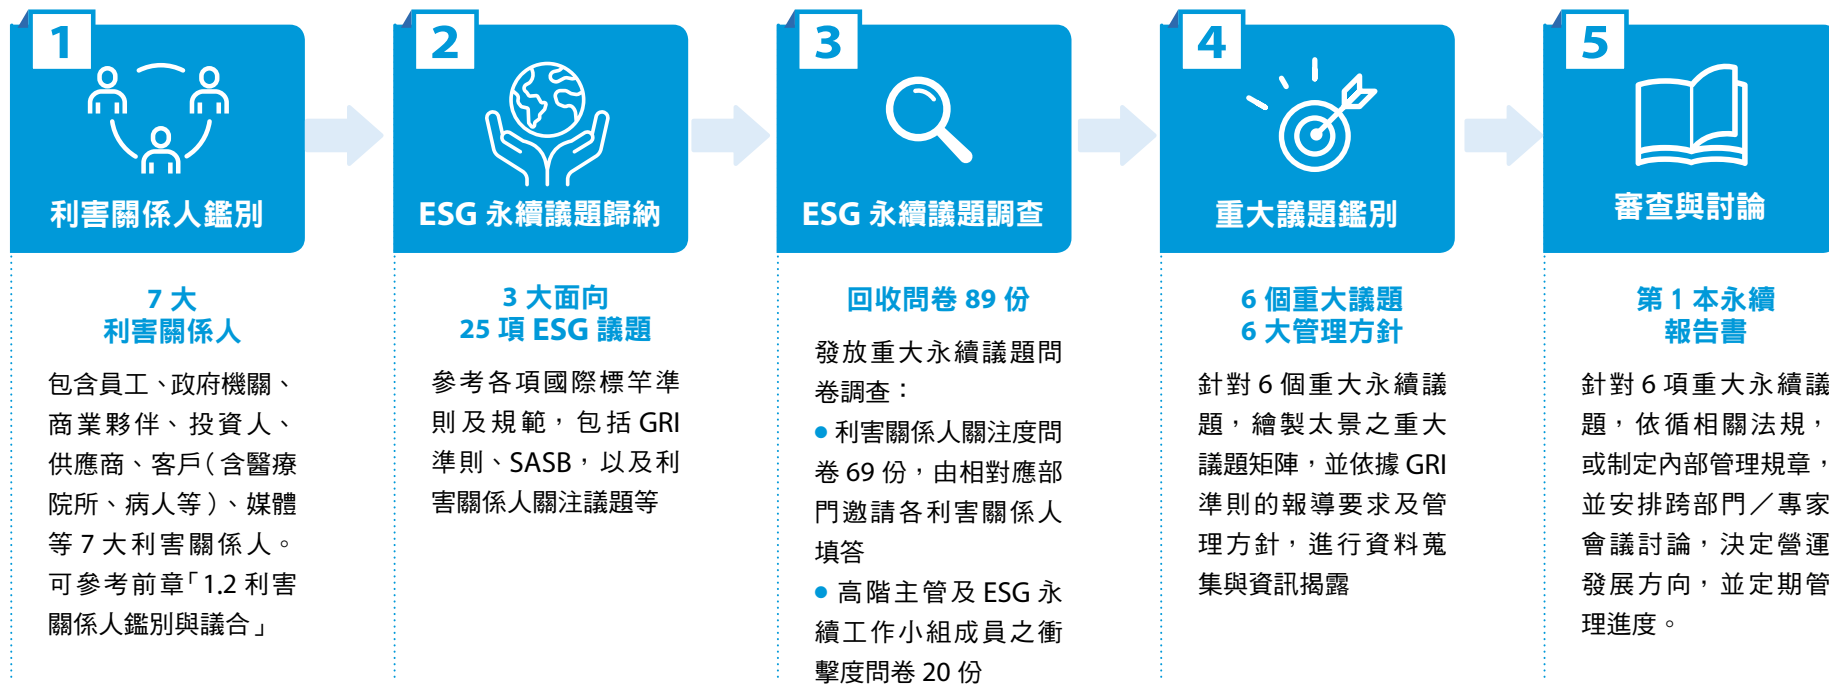 1
利害關係人鑑別
7 大
利害關係人
包含員工、政府機關、
商業夥伴、投資人、
供應商、客戶（含醫療
院所、病人等）、媒體
等 7 大利害關係人。
可參考前章「1.2 利害
關係人鑑別與議合」
2
ESG 永續議題歸納
3 大面向
25 項 ESG 議題
參考各項國際標竿準
則及規範，包括 GRI
準則、SASB，以及利
害關係人關注議題等
3
ESG 永續議題調查
回收問卷 89 份
發放重大永續議題問
卷調查：
• 利害關係人關注度問
卷 69 份，由相對應部
門邀請各利害關係人
填答
• 高階主管及 ESG 永
續工作小組成員之衝
擊度問卷 20 份
4
重大議題鑑別
6 個重大議題
6 大管理方針
針對 6 個重大永續議
題，繪製太景之重大
議題矩陣，並依據 GRI
準則的報導要求及管
理方針，進行資料蒐
集與資訊揭露
5
審查與討論
第 1 本永續
報告書
針對 6 項重大永續議
題，依循相關法規，
或制定內部管理規章，
並安排跨部門／專家
會議討論，決定營運
發展方向，並定期管
理進度。